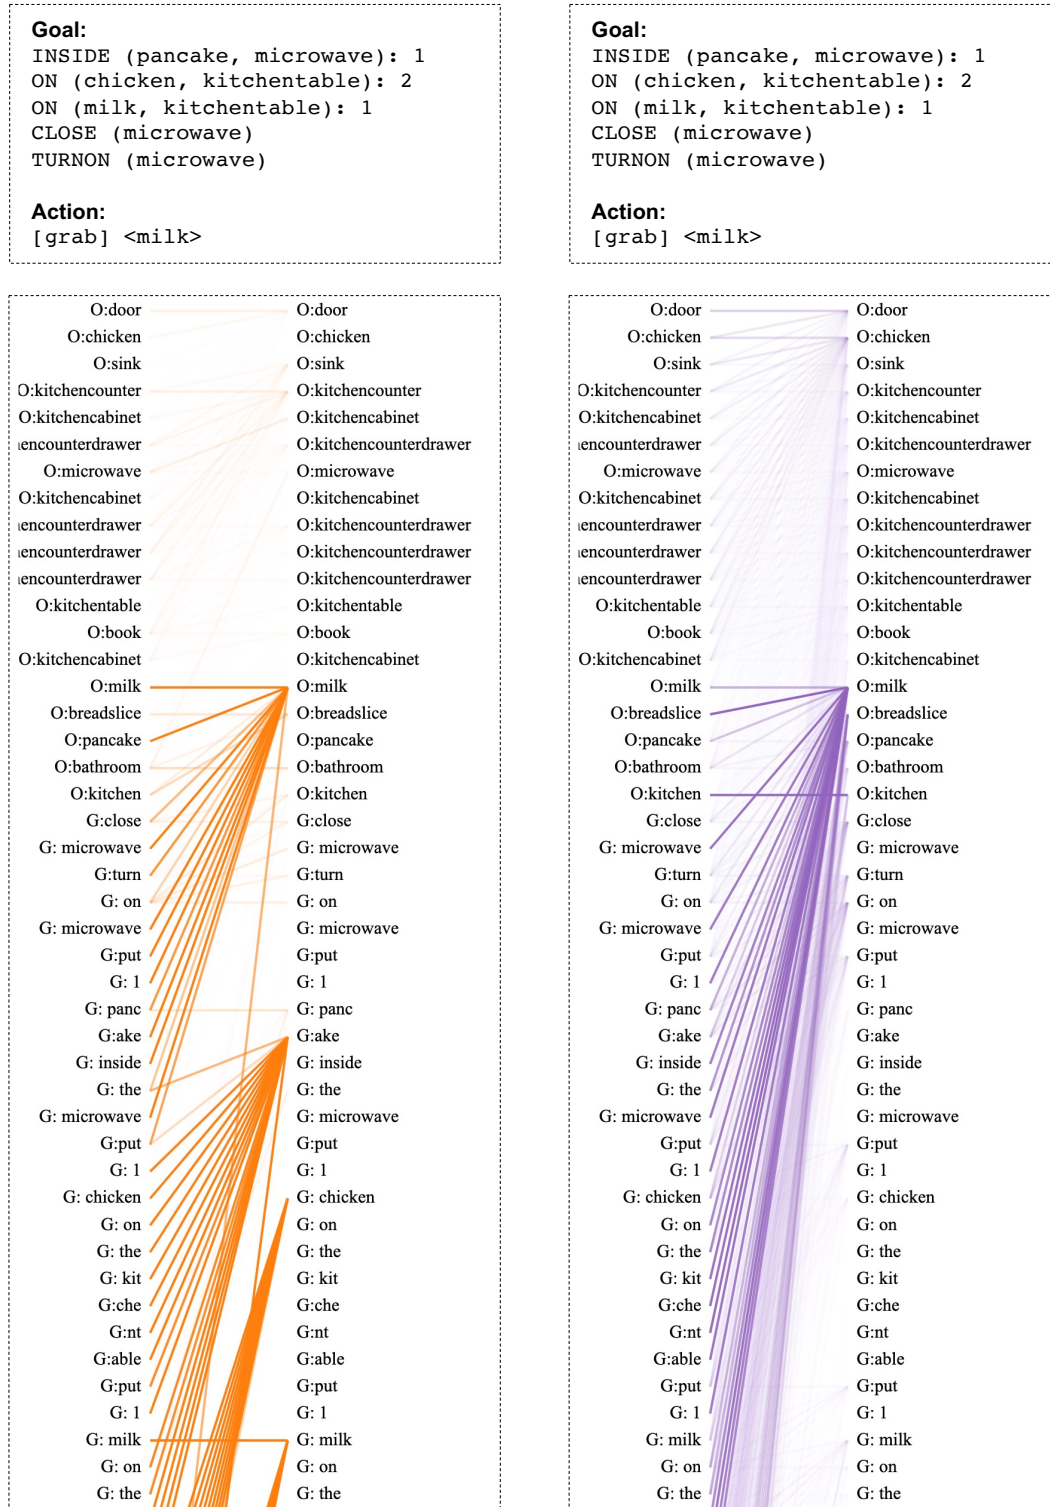 Goal:
INSIDE (pancake, microwave): 1
ON (chicken, kitchentable): 2
ON (milk, kitchentable): 1
CLOSE (microwave)
TURNON (microwave)
Action:
[grab] <milk>
O:door O:door
O:chicken O:chicken
O:sink O:sink
O:kitchencounter O:kitchencounter
O:kitchencabinet O:kitchencabinet
encounterdrawer O:kitchencounterdrawer
O:microwave O:microwave
O:kitchencabinet O:kitchencabinet
encounterdrawer O:kitchencounterdrawer
encounterdrawer O:kitchencounterdrawer
encounterdrawer O:kitchencounterdrawer
O:kitchentable O:kitchentable
O:book O:book
O:kitchencabinet O:kitchencabinet
O:milk O:milk
O:breadslice O:breadslice
O:pancake O:pancake
O:bathroom O:bathroom
O:kitchen O:kitchen
G:close G:close
G: microwave G: microwave
G:turn G:turn
G: on G: on
G: microwave G: microwave
G:put G:put
G: 1 G: 1
G: panc G: panc
G:ake G:ake
G: inside G: inside
G: the G: the
G: microwave G: microwave
G:put G:put
G: 1 G: 1
G: chicken G: chicken
G: on G: on
G: the G: the
G: kit G: kit
G:che G:che
G:nt G:nt
G:able G:able
G:put G:put
G: 1 G: 1
G: milk G: milk
G: on G: on
G: the G: the
Goal:
INSIDE (pancake, microwave): 1
ON (chicken, kitchentable): 2
ON (milk, kitchentable): 1
CLOSE (microwave)
TURNON (microwave)
Action:
[grab] <milk>
O:door O:door
O:chicken O:chicken
O:sink O:sink
O:kitchencounter O:kitchencounter
O:kitchencabinet O:kitchencabinet
encounterdrawer O:kitchencounterdrawer
O:microwave O:microwave
O:kitchencabinet O:kitchencabinet
encounterdrawer O:kitchencounterdrawer
encounterdrawer O:kitchencounterdrawer
encounterdrawer O:kitchencounterdrawer
O:kitchentable O:kitchentable
O:book O:book
O:kitchencabinet O:kitchencabinet
O:milk O:milk
O:breadslice O:breadslice
O:pancake O:pancake
O:bathroom O:bathroom
O:kitchen O:kitchen
G:close G:close
G: microwave G: microwave
G:turn G:turn
G: on G: on
G: microwave G: microwave
G:put G:put
G: 1 G: 1
G: panc G: panc
G:ake G:ake
G: inside G: inside
G: the G: the
G: microwave G: microwave
G:put G:put
G: 1 G: 1
G: chicken G: chicken
G: on G: on
G: the G: the
G: kit G: kit
G:che G:che
G:nt G:nt
G:able G:able
G:put G:put
G: 1 G: 1
G: milk G: milk
G: on G: on
G: the G: the